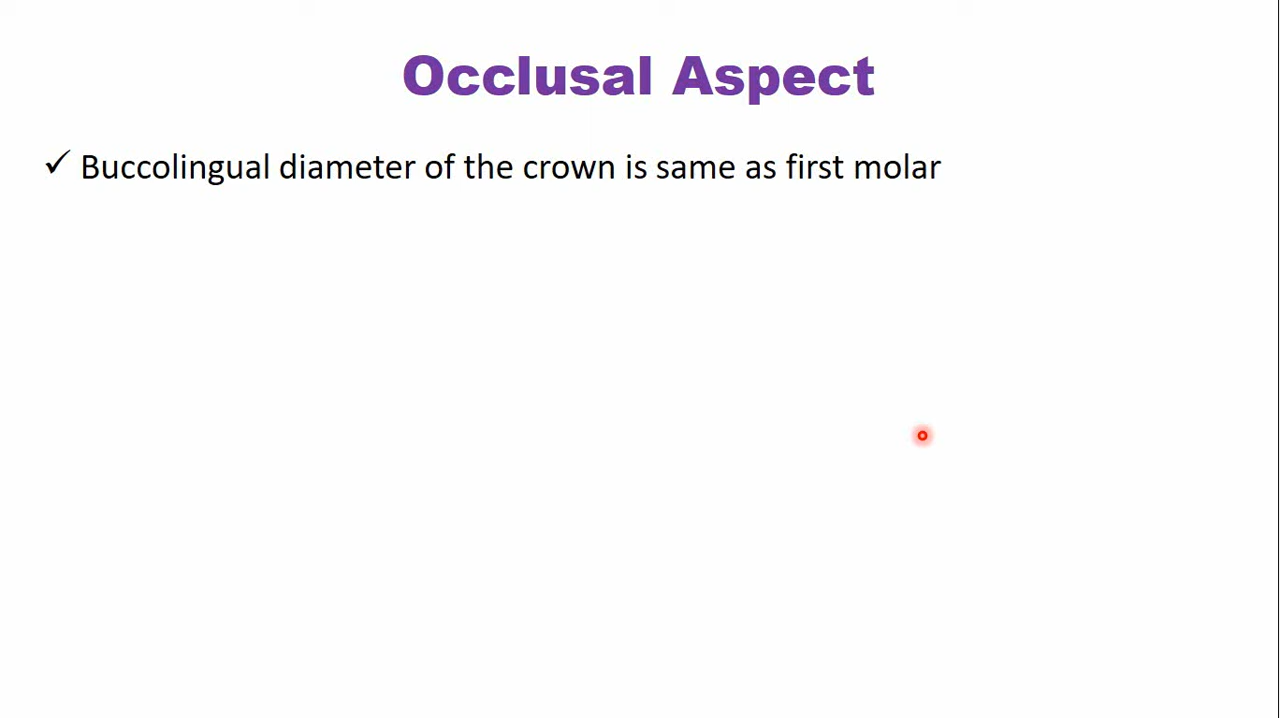 Occlusal Aspect
✓ Buccolingual diameter of the crown is same as first molar